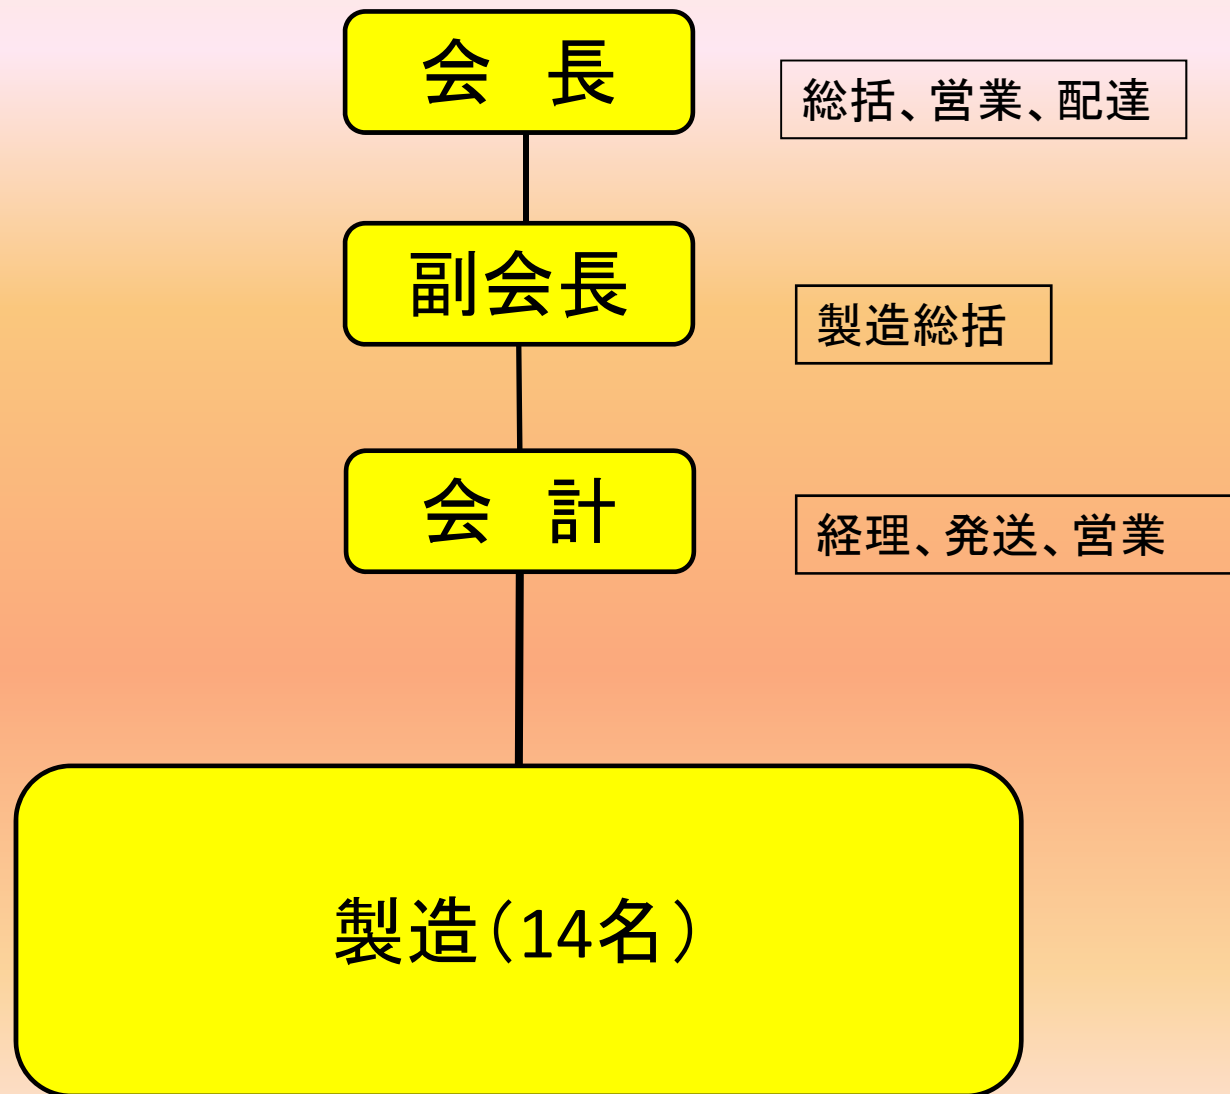 会　長
総括、営業、配達
副会長
製造総括
会　計
経理、発送、営業
製造（14名）